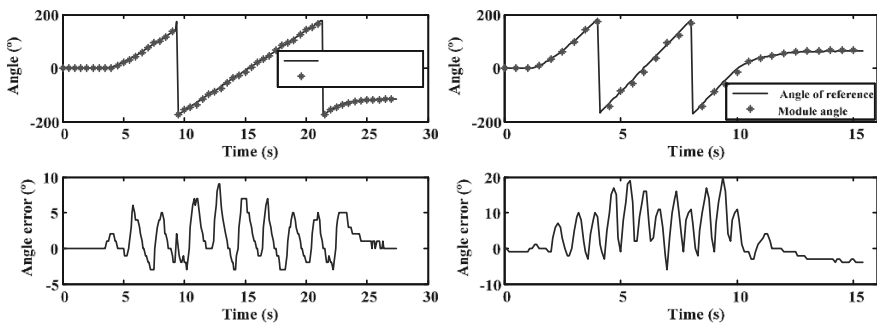 200
0
-200
Angle (º)
0 5 10 15 20 25 30
Time (s)
200
0
-200
Angle (º)
Angle of reference
Module angle
0 5 10 15
Time (s)
10
5
0
-5
Angle error (º)
0 5 10 15 20 25 30
Time (s)
20
10
0
-10
Angle error (º)
0 5 10 15
Time (s)